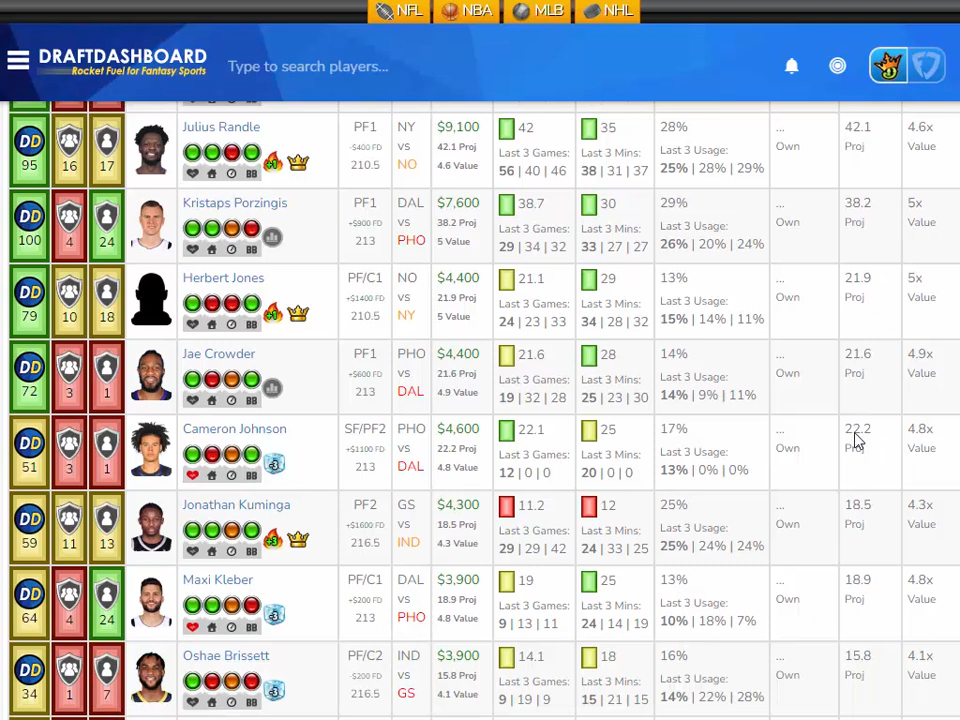 NFL NBA MLB NHL
DRAFTDASHBOARD
Rocket Fuel for Fantasy Sports
Type to search players...
Julius Randle PF1 NY $9,100 42 35 28% ... 42.1 4.6x
-$400 FD VS 42.1 Proj Last 3 Games: Last 3 Mins: Last 3 Usage: Own Proj Value
DD 95 16 17 +1 BB 210.5 NO 4.6 Value 56 | 40 | 46 38 | 31 | 37 25% | 28% | 29%
Kristaps Porzingis PF1 DAL $7,600 38.7 30 29% ... 38.2 5x
+$900 FD VS 38.2 Proj Last 3 Games: Last 3 Mins: Last 3 Usage: Own Proj Value
DD 100 4 24 BB 213 PHO 5 Value 29 | 34 | 32 33 | 27 | 27 26% | 20% | 24%
Herbert Jones PF/C1 NO $4,400 21.1 29 13% ... 21.9 5x
+$1400 FD VS 21.9 Proj Last 3 Games: Last 3 Mins: Last 3 Usage: Own Proj Value
DD 79 10 18 +1 BB 210.5 NY 5 Value 24 | 23 | 33 34 | 28 | 32 15% | 14% | 11%
Jae Crowder PF1 PHO $4,400 21.6 28 14% ... 21.6 4.9x
+$600 FD VS 21.6 Proj Last 3 Games: Last 3 Mins: Last 3 Usage: Own Proj Value
DD 72 3 1 BB 213 DAL 4.9 Value 19 | 32 | 28 25 | 23 | 30 14% | 9% | 11%
Cameron Johnson SF/PF2 PHO $4,600 22.1 25 17% ... 22.2 4.8x
+$1100 FD VS 22.2 Proj Last 3 Games: Last 3 Mins: Last 3 Usage: Own Proj Value
DD 51 3 1 -3 BB 213 DAL 4.8 Value 12 | 0 | 0 20 | 0 | 0 13% | 0% | 0%
Jonathan Kuminga PF2 GS $4,300 11.2 12 25% ... 18.5 4.3x
+$1600 FD VS 18.5 Proj Last 3 Games: Last 3 Mins: Last 3 Usage: Own Proj Value
DD 59 11 13 +3 BB 216.5 IND 4.3 Value 29 | 29 | 42 24 | 33 | 25 25% | 24% | 24%
Maxi Kleber PF/C1 DAL $3,900 19 25 13% ... 18.9 4.8x
+$200 FD VS 18.9 Proj Last 3 Games: Last 3 Mins: Last 3 Usage: Own Proj Value
DD 64 4 24 -3 BB 213 PHO 4.8 Value 9 | 13 | 11 24 | 14 | 19 10% | 18% | 7%
Oshae Brissett PF/C2 IND $3,900 14.1 18 16% ... 15.8 4.1x
-$200 FD VS 15.8 Proj Last 3 Games: Last 3 Mins: Last 3 Usage: Own Proj Value
DD 34 1 7 -3 BB 216.5 GS 4.1 Value 9 | 19 | 9 15 | 21 | 15 14% | 22% | 28%